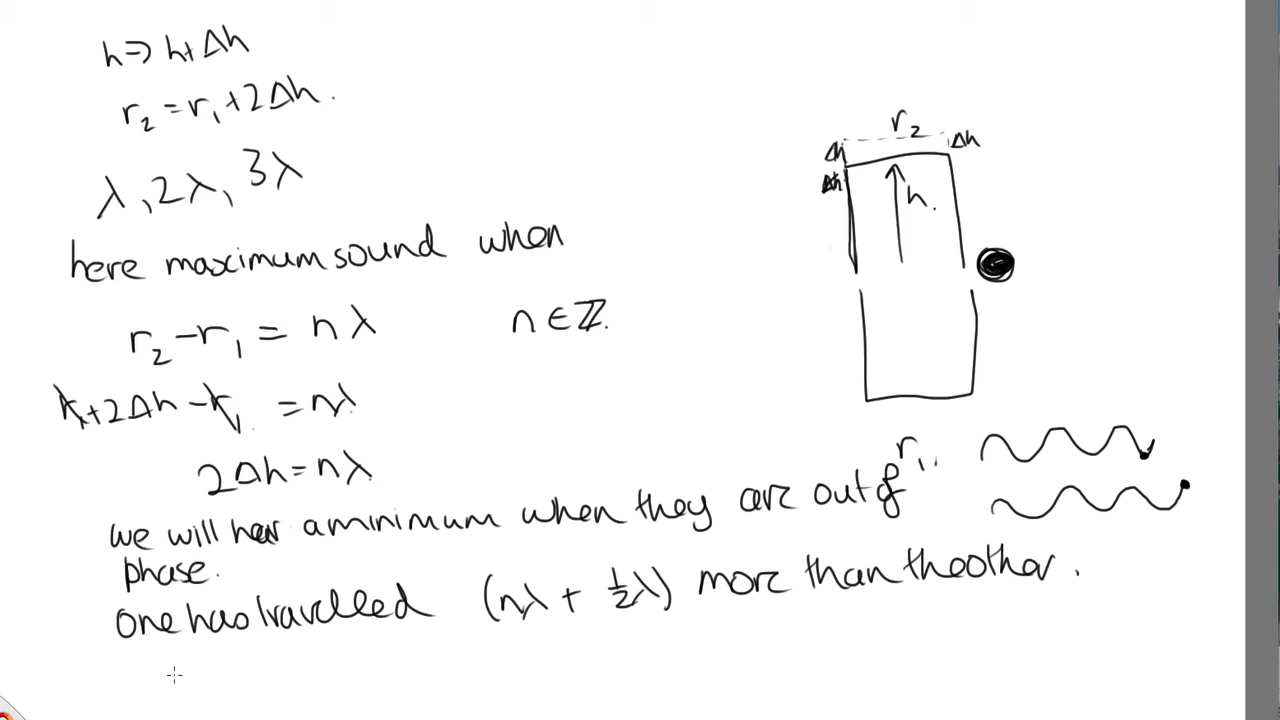 h => h+ Δh
r₂ = r₁ + 2Δh.
λ, 2λ, 3λ
here maximum sound when
r₂ - r₁ = nλ n ∈ ℤ.
r₁ + 2Δh - r₁ = nλ
2Δh = nλ
we will hear a minimum when they are out of
phase.
one has travelled (nλ + ½λ) more than the other.
r₂
Δh Δh
Δh
h.
r₁.